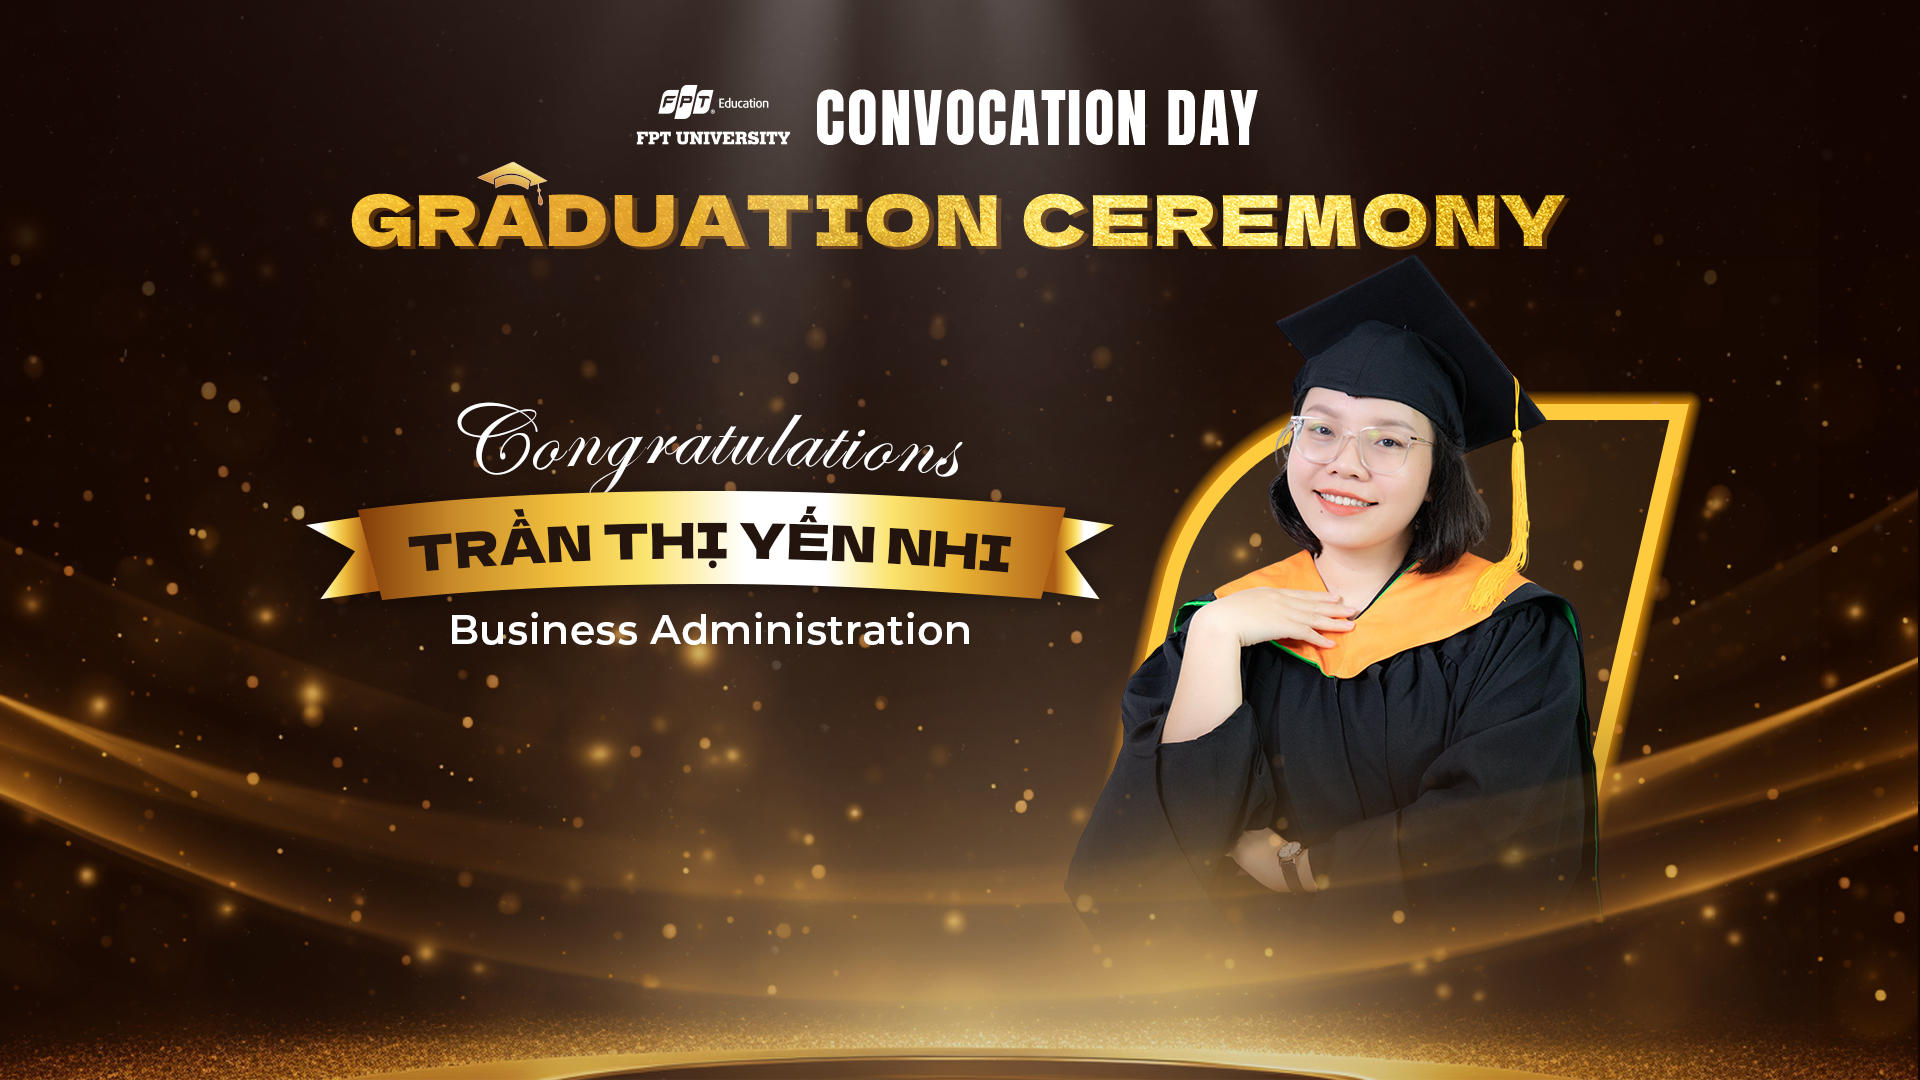 FPT Education
FPT UNIVERSITY
CONVOCATION DAY
GRADUATION CEREMONY
Congratulations
TRẦN THỊ YẾN NHI
Business Administration